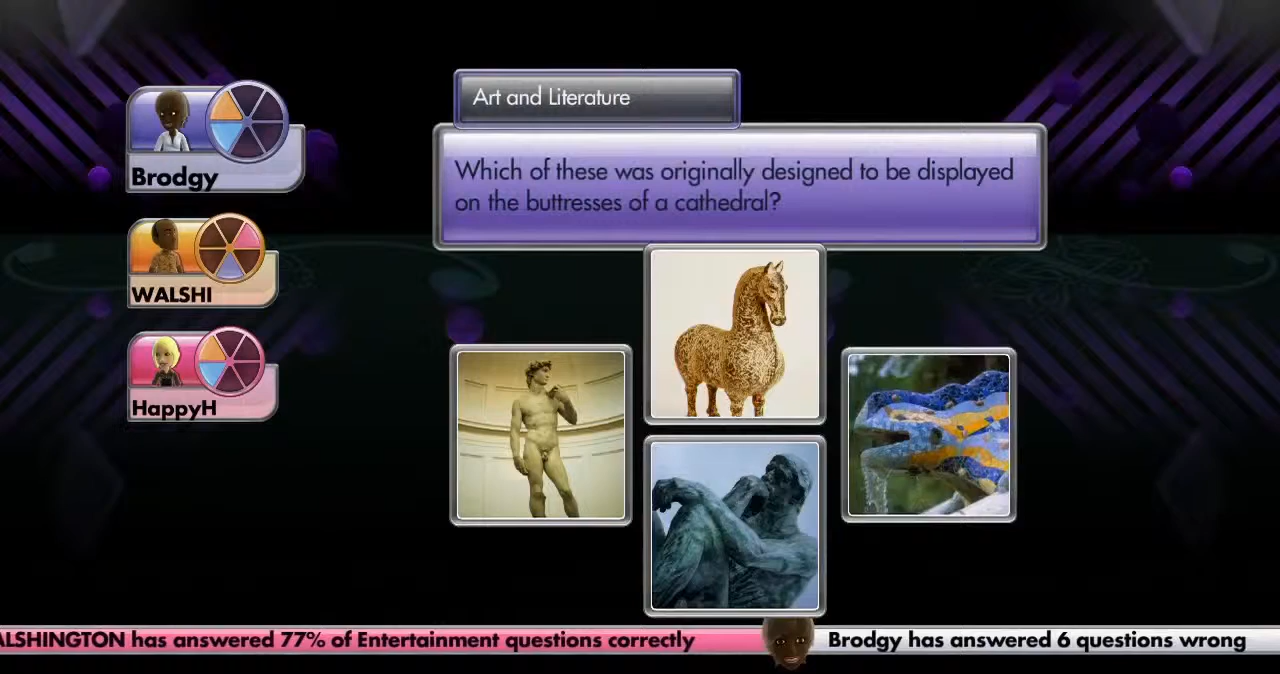 Art and Literature
Which of these was originally designed to be displayed
on the buttresses of a cathedral?
Brodgy
WALSHI
HappyH
ALSHINGTON has answered 77% of Entertainment questions correctly
Brodgy has answered 6 questions wrong